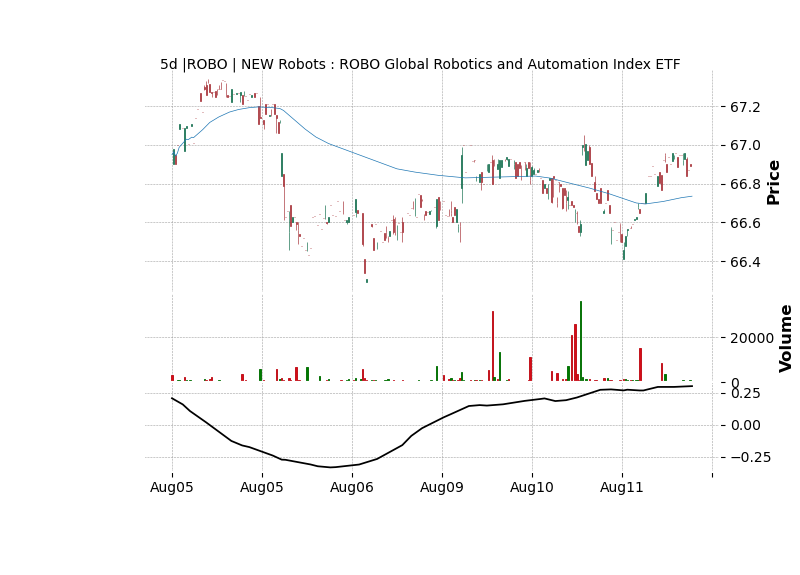 5d |ROBO | NEW Robots : ROBO Global Robotics and Automation Index ETF
67.2
67.0
66.8
66.6
66.4
Price
20000
0
Volume
0.25
0.00
−0.25
Aug05 Aug05 Aug06 Aug09 Aug10 Aug11